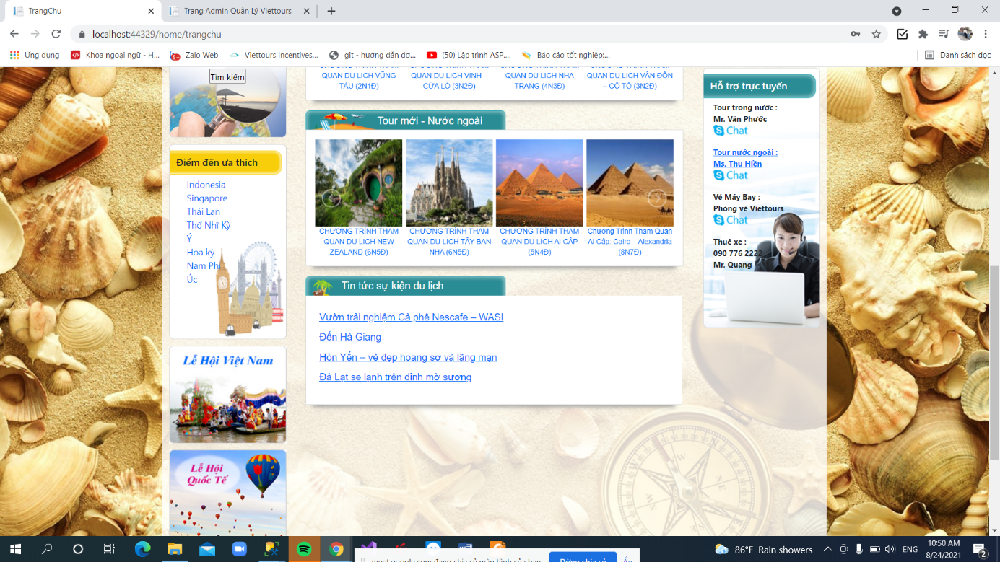 TrangChu
Trang Admin Quản Lý Viettours
localhost:44329/home/trangchu
Ứng dụng
Khoa ngoại ngữ - H...
Zalo Web
Viettours Incentives...
git - hướng dẫn đơ...
(50) Lập trình ASP....
Báo cáo tốt nghiệp:...
Danh sách đọc
Tìm kiếm
QUAN DU LỊCH VŨNG
TÀU (2N1Đ)
QUAN DU LỊCH VINH –
CỬA LÒ (3N2Đ)
QUAN DU LỊCH NHA
TRANG (4N3Đ)
QUAN DU LỊCH VÂN ĐỒN
– CÔ TÔ (3N2Đ)
Điểm đến ưa thích
Indonesia
Singapore
Thái Lan
Thổ Nhĩ Kỳ
Ý
Hoa kỳ
Nam Phi
Úc
Lễ Hội Việt Nam
Lễ Hội
Quốc Tế
Tour mới - Nước ngoài
CHƯƠNG TRÌNH THAM
QUAN DU LỊCH NEW
ZEALAND (6N5Đ)
CHƯƠNG TRÌNH THAM
QUAN DU LỊCH TÂY BAN
NHA (6N5Đ)
CHƯƠNG TRÌNH THAM
QUAN DU LỊCH AI CẬP
(5N4Đ)
Chương Trình Tham Quan
Ai Cập: Cairo – Alexandria
(8N7Đ)
Tin tức sự kiện du lịch
Vườn trải nghiệm Cà phê Nescafe – WASI
Đến Hà Giang
Hòn Yến – vẻ đẹp hoang sơ và lãng mạn
Đà Lạt se lạnh trên đỉnh mờ sương
Hỗ trợ trực tuyến
Tour trong nước :
Mr. Văn Phước
Chat
Tour nước ngoài :
Ms. Thu Hiền
Chat
Vé Máy Bay :
Phòng vé Viettours
Chat
Thuê xe :
090 776 2222
Mr. Quang
meet.google.com đang chia sẻ màn hình của bạn.
Dừng chia sẻ
Ẩn
86°F Rain showers
ENG
10:50 AM
8/24/2021
2